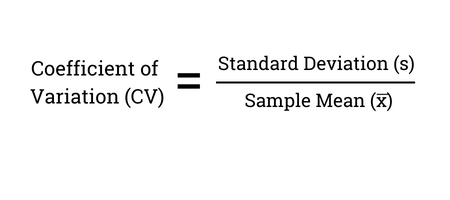 Coefficient of
Variation (CV)
=
Standard Deviation (s)
Sample Mean (x̅)